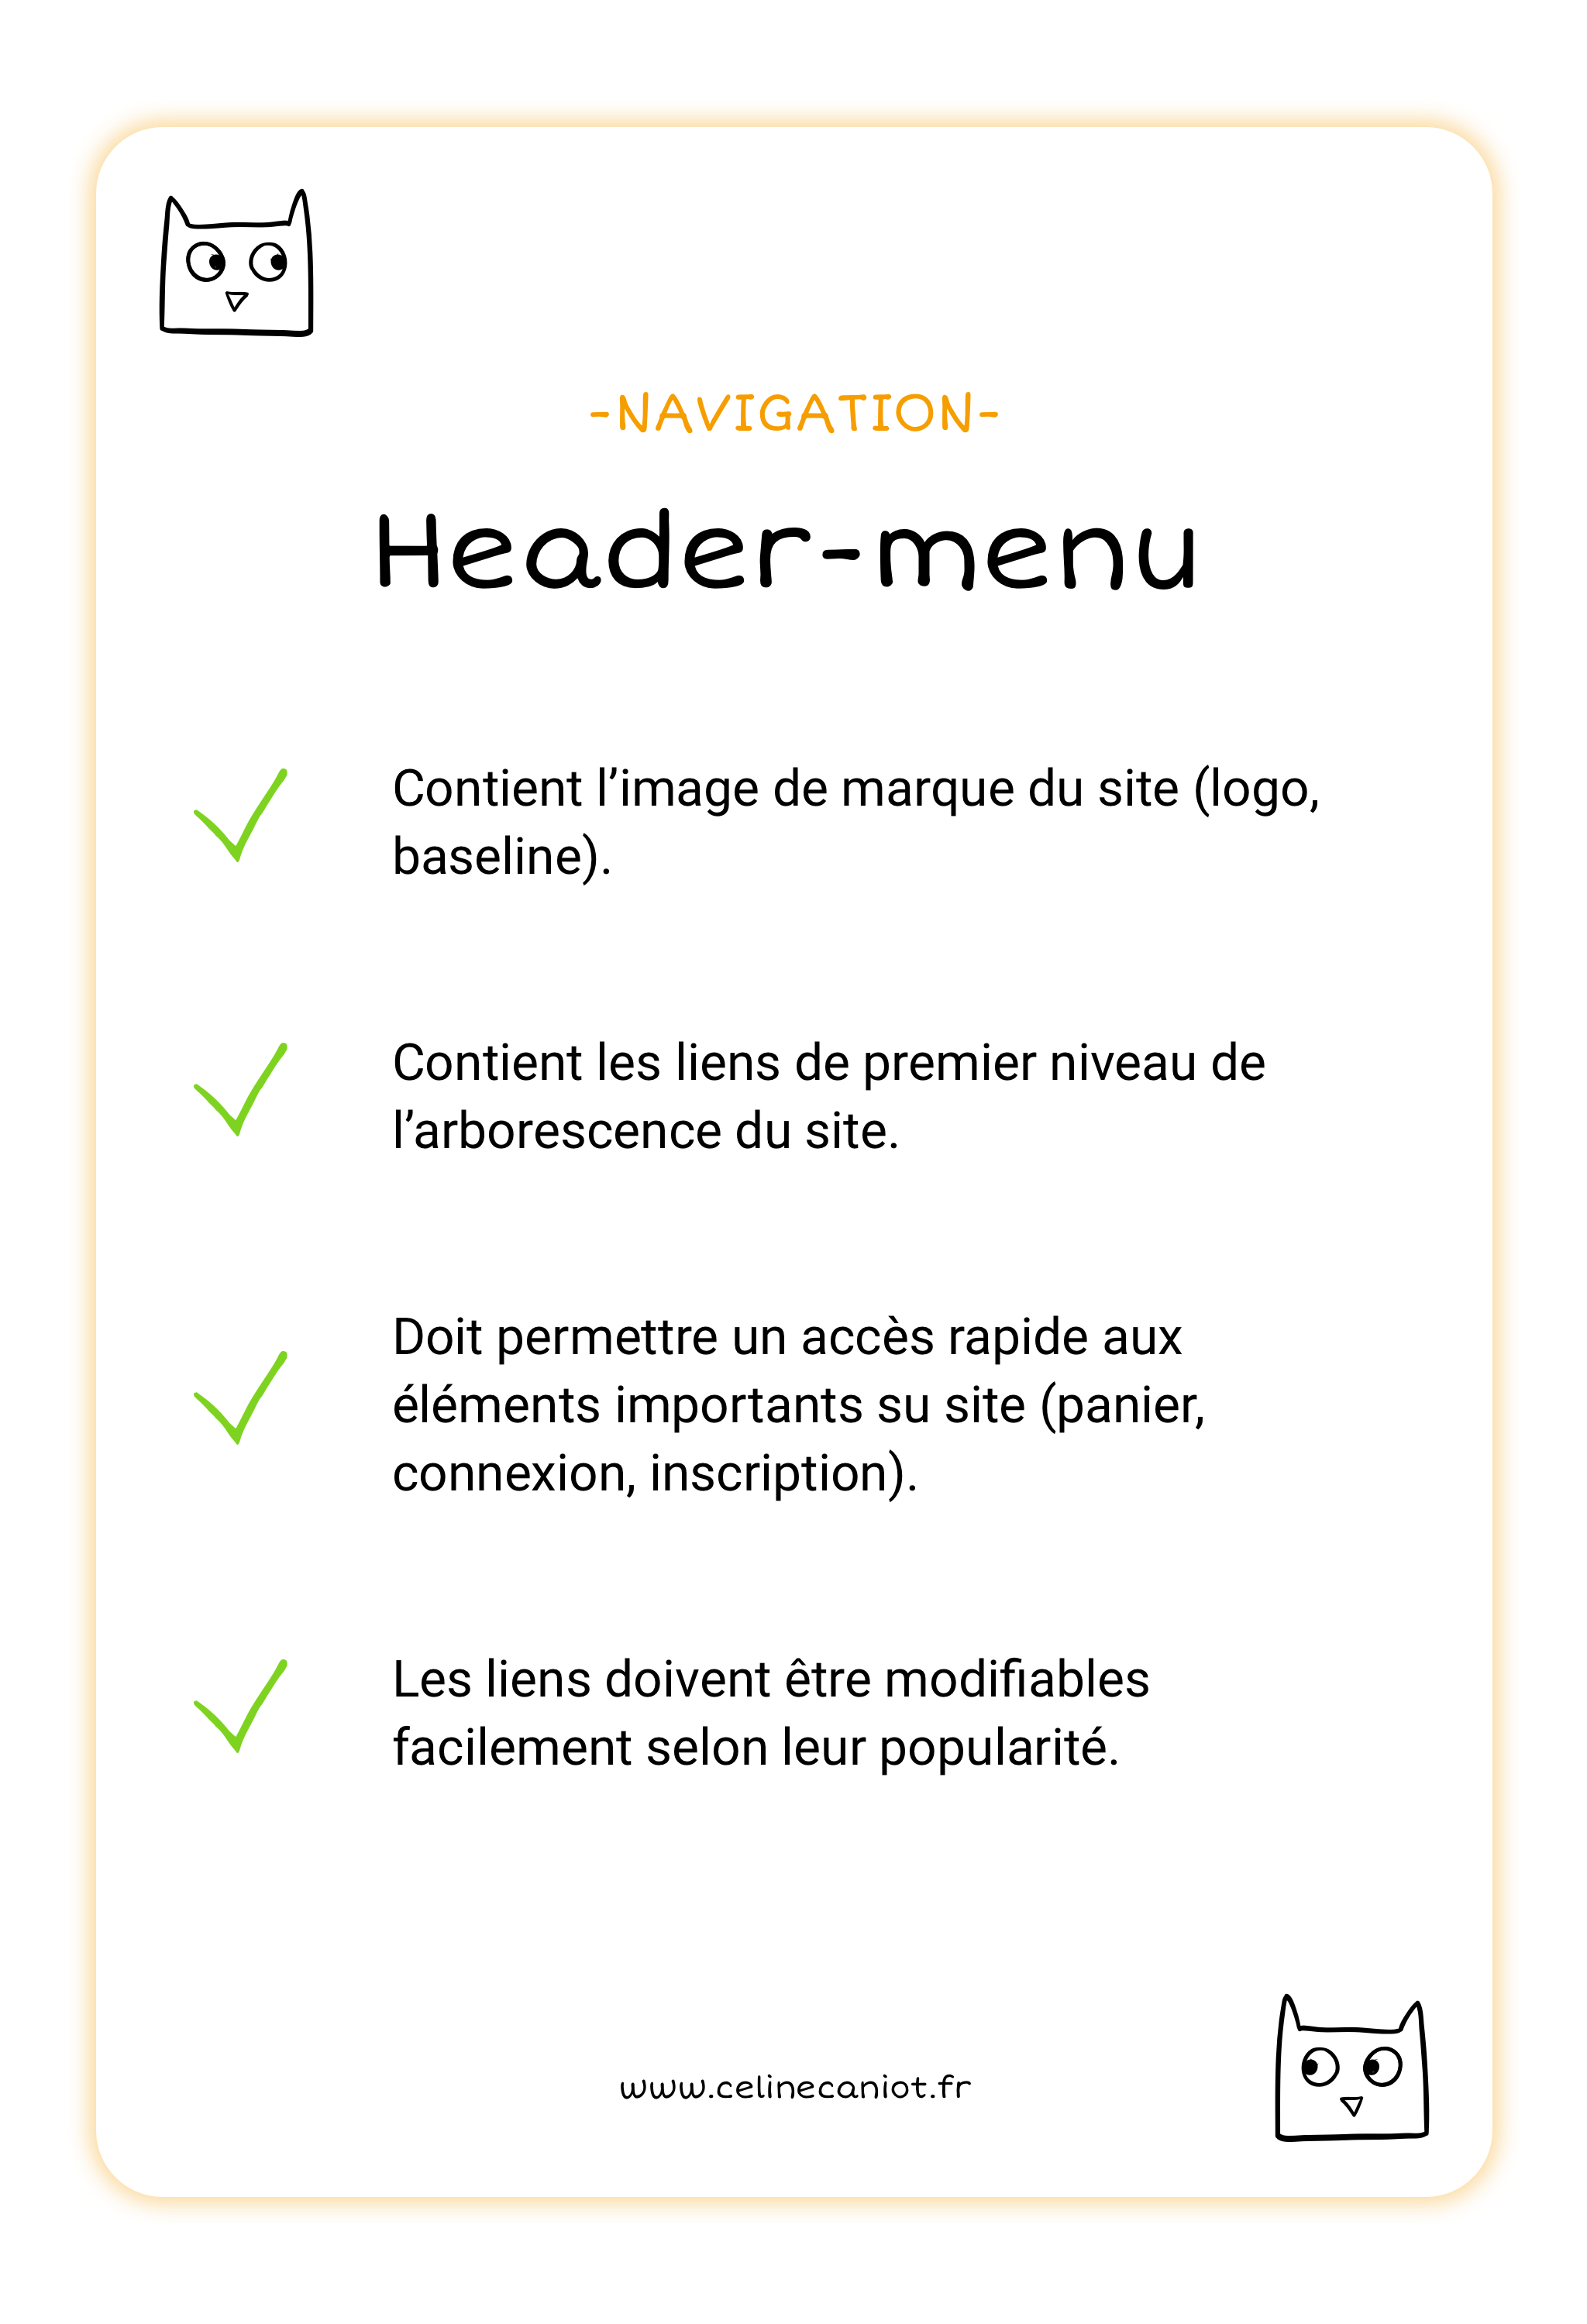 -NAVIGATION-
Header-menu
Contient l’image de marque du site (logo,
baseline).
Contient les liens de premier niveau de
l’arborescence du site.
Doit permettre un accès rapide aux
éléments importants su site (panier,
connexion, inscription).
Les liens doivent être modifiables
facilement selon leur popularité.
www.celinecaniot.fr